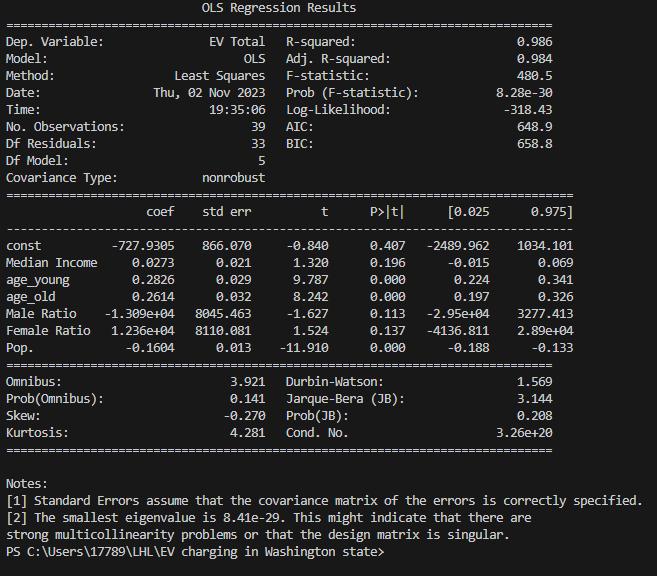 OLS Regression Results
==============================================================================
Dep. Variable: EV Total R-squared: 0.986
Model: OLS Adj. R-squared: 0.984
Method: Least Squares F-statistic: 480.5
Date: Thu, 02 Nov 2023 Prob (F-statistic): 8.28e-30
Time: 19:35:06 Log-Likelihood: -318.43
No. Observations: 39 AIC: 648.9
Df Residuals: 33 BIC: 658.8
Df Model: 5
Covariance Type: nonrobust
=================================================================================
coef std err t P>|t| [0.025 0.975]
---------------------------------------------------------------------------------
const -727.9305 866.070 -0.840 0.407 -2489.962 1034.101
Median Income 0.0273 0.021 1.320 0.196 -0.015 0.069
age_young 0.2826 0.029 9.787 0.000 0.224 0.341
age_old 0.2614 0.032 8.242 0.000 0.197 0.326
Male Ratio -1.309e+04 8045.463 -1.627 0.113 -2.95e+04 3277.413
Female Ratio 1.236e+04 8110.081 1.524 0.137 -4136.811 2.89e+04
Pop. -0.1604 0.013 -11.910 0.000 -0.188 -0.133
==============================================================================
Omnibus: 3.921 Durbin-Watson: 1.569
Prob(Omnibus): 0.141 Jarque-Bera (JB): 3.144
Skew: -0.270 Prob(JB): 0.208
Kurtosis: 4.281 Cond. No. 3.26e+20
==============================================================================
Notes:
[1] Standard Errors assume that the covariance matrix of the errors is correctly specified.
[2] The smallest eigenvalue is 8.41e-29. This might indicate that there are
strong multicollinearity problems or that the design matrix is singular.
PS C:\Users\17789\LHL\EV charging in Washington state>